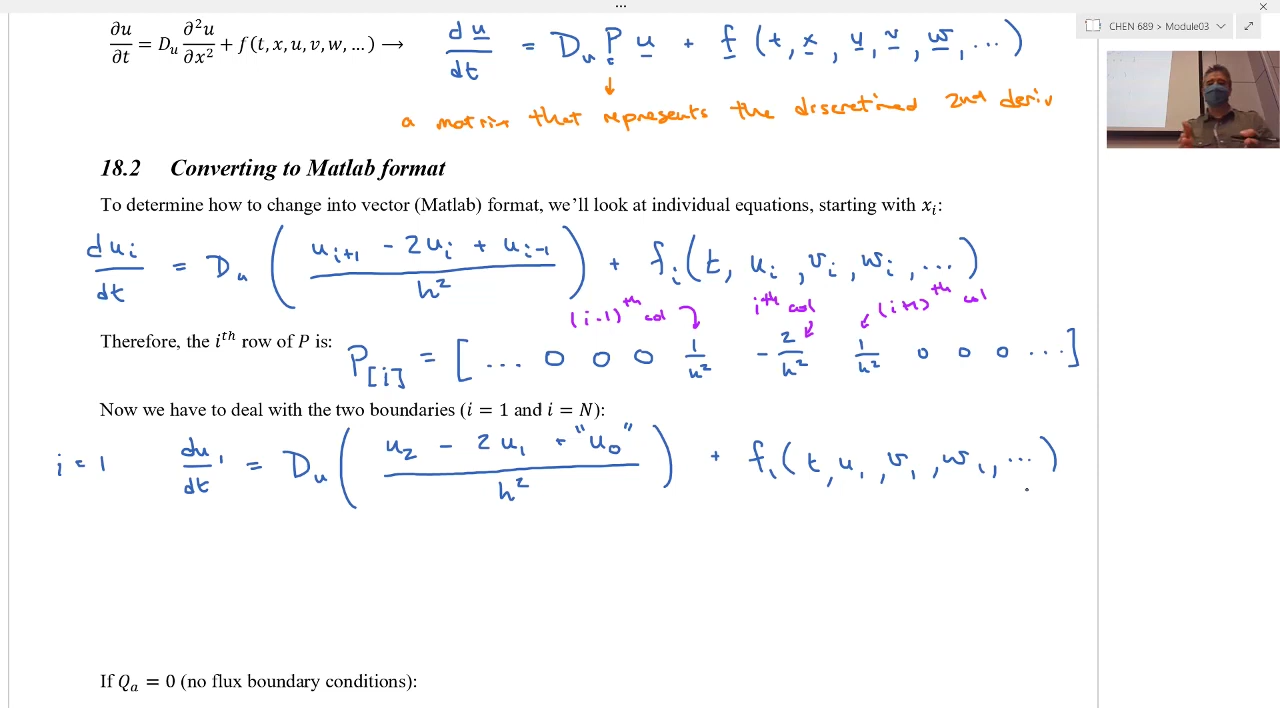 ...
CHEN 689 > Module03
∂u/∂t = D_u ∂²u/∂x² + f(t, x, u, v, w, …) → du/dt = D_u P u + f (t, x, u, v, w, ...)
↓
a matrix that represents the discretized 2nd deriv
18.2 Converting to Matlab format
To determine how to change into vector (Matlab) format, we'll look at individual equations, starting with x_i:
du_i/dt = D_u ( (u_{i+1} - 2u_i + u_{i-1}) / h² ) + f_i (t, u_i, v_i, w_i, ...)
(i-1)^th col i^th col (i+1)^th col
Therefore, the i^th row of P is: P_[i] = [ ... 0 0 0 1/h² -2/h² 1/h² 0 0 0 ... ]
Now we have to deal with the two boundaries (i = 1 and i = N):
i = 1 du_1/dt = D_u ( (u_2 - 2u_1 + "u_0") / h² ) + f_1 (t, u_1, v_1, w_1, ...)
If Q_a = 0 (no flux boundary conditions):